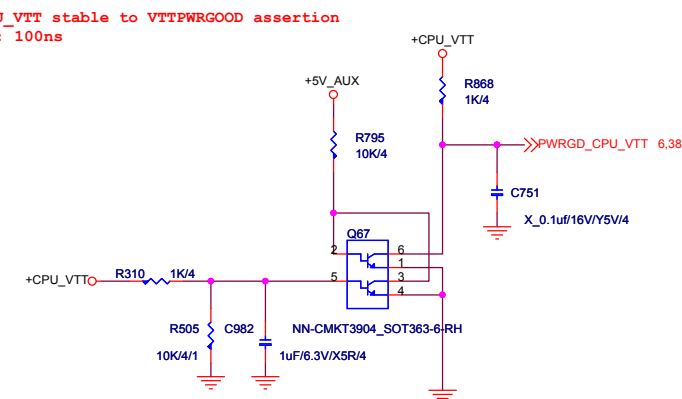 U_VTT stable to VTTPWRGOOD assertion
: 100ns
+CPU_VTT
+5V_AUX
R868
1K/4
R795
10K/4
PWRGD_CPU_VTT 6,38
C751
X_0.1uf/16V/Y5V/4
Q67
2 6
1
+CPU_VTT R310 1K/4 5 3
4
R505 C982 NN-CMKT3904_SOT363-6-RH
10K/4/1 1uF/6.3V/X5R/4